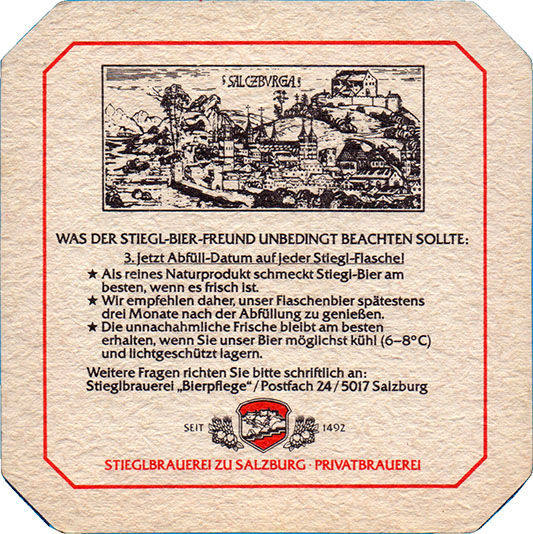 SALCZBVRGA
WAS DER STIEGL-BIER-FREUND UNBEDINGT BEACHTEN SOLLTE:
3. Jetzt Abfüll-Datum auf jeder Stiegl-Flasche!
★ Als reines Naturprodukt schmeckt Stiegl-Bier am
besten, wenn es frisch ist.
★ Wir empfehlen daher, unser Flaschenbier spätestens
drei Monate nach der Abfüllung zu genießen.
★ Die unnachahmliche Frische bleibt am besten
erhalten, wenn Sie unser Bier möglichst kühl (6–8°C)
und lichtgeschützt lagern.
Weitere Fragen richten Sie bitte schriftlich an:
Stieglbrauerei „Bierpflege“/Postfach 24/5017 Salzburg
SEIT 1492
STIEGLBRAUEREI ZU SALZBURG · PRIVATBRAUEREI